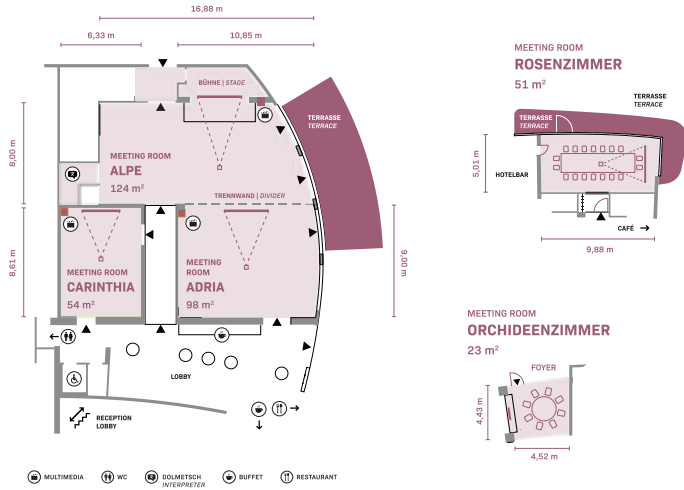 16,88 m
6,33 m
10,85 m
BÜHNE | STAGE
TERRASSE
TERRACE
8,00 m
MEETING ROOM
ALPE
124 m²
TRENNWAND | DIVIDER
8,61 m
MEETING ROOM
CARINTHIA
54 m²
MEETING
ROOM
ADRIA
98 m²
9,00 m
LOBBY
RECEPTION
LOBBY
MEETING ROOM
ROSENZIMMER
51 m²
TERRASSE
TERRACE
TERRASSE
TERRACE
5,01 m
HOTELBAR
CAFÉ
9,88 m
MEETING ROOM
ORCHIDEENZIMMER
23 m²
FOYER
4,43 m
4,52 m
MULTIMEDIA
WC
DOLMETSCH
INTERPRETER
BUFFET
RESTAURANT